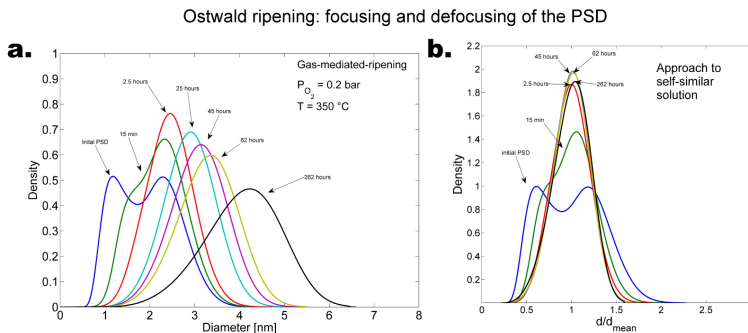 Ostwald ripening: focusing and defocusing of the PSD
a.
1
0.9
0.8
0.7
0.6
0.5
0.4
0.3
0.2
0.1
0
Density
0 1 2 3 4 5 6 7 8
Diameter [nm]
Gas-mediated-ripening
P_O2 = 0.2 bar
T = 350 °C
2.5 hours
25 hours
45 hours
15 min
62 hours
Inital PSD
262 hours
b.
2.2
2
1.8
1.6
1.4
1.2
1
0.8
0.6
0.4
0.2
Density
0 0.5 1 1.5 2 2.5
d/d_mean
Approach to
self-similar
solution
45 hours
62 hours
2.5 hours
262 hours
15 min
initial PSD